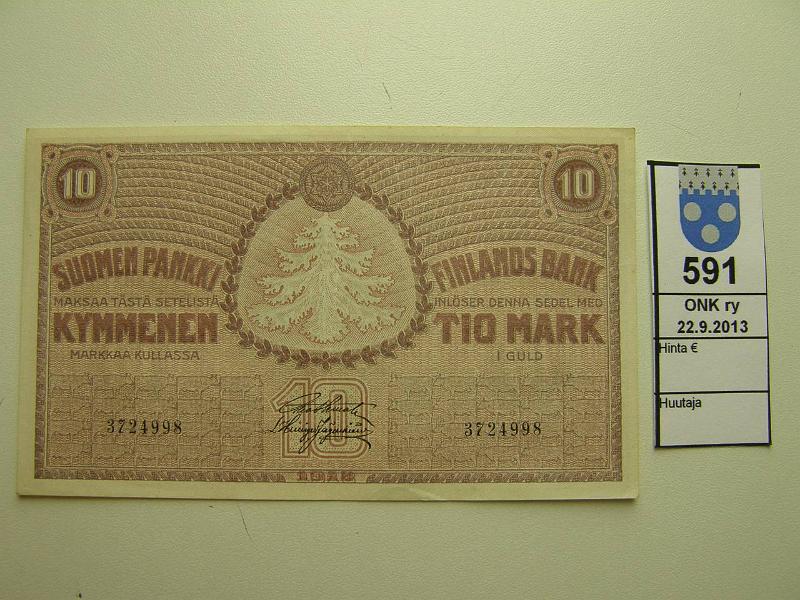 10
10
SUOMEN PANKKI
FINLANDS BANK
MAKSAA TÄSTÄ SETELISTÄ
INLÖSER DENNA SEDEL MED
KYMMENEN
TIO MARK
MARKKAA KULLASSA
I GULD
10
3724998
3724998
591
ONK ry
22.9.2013
Hinta €
Huutaja